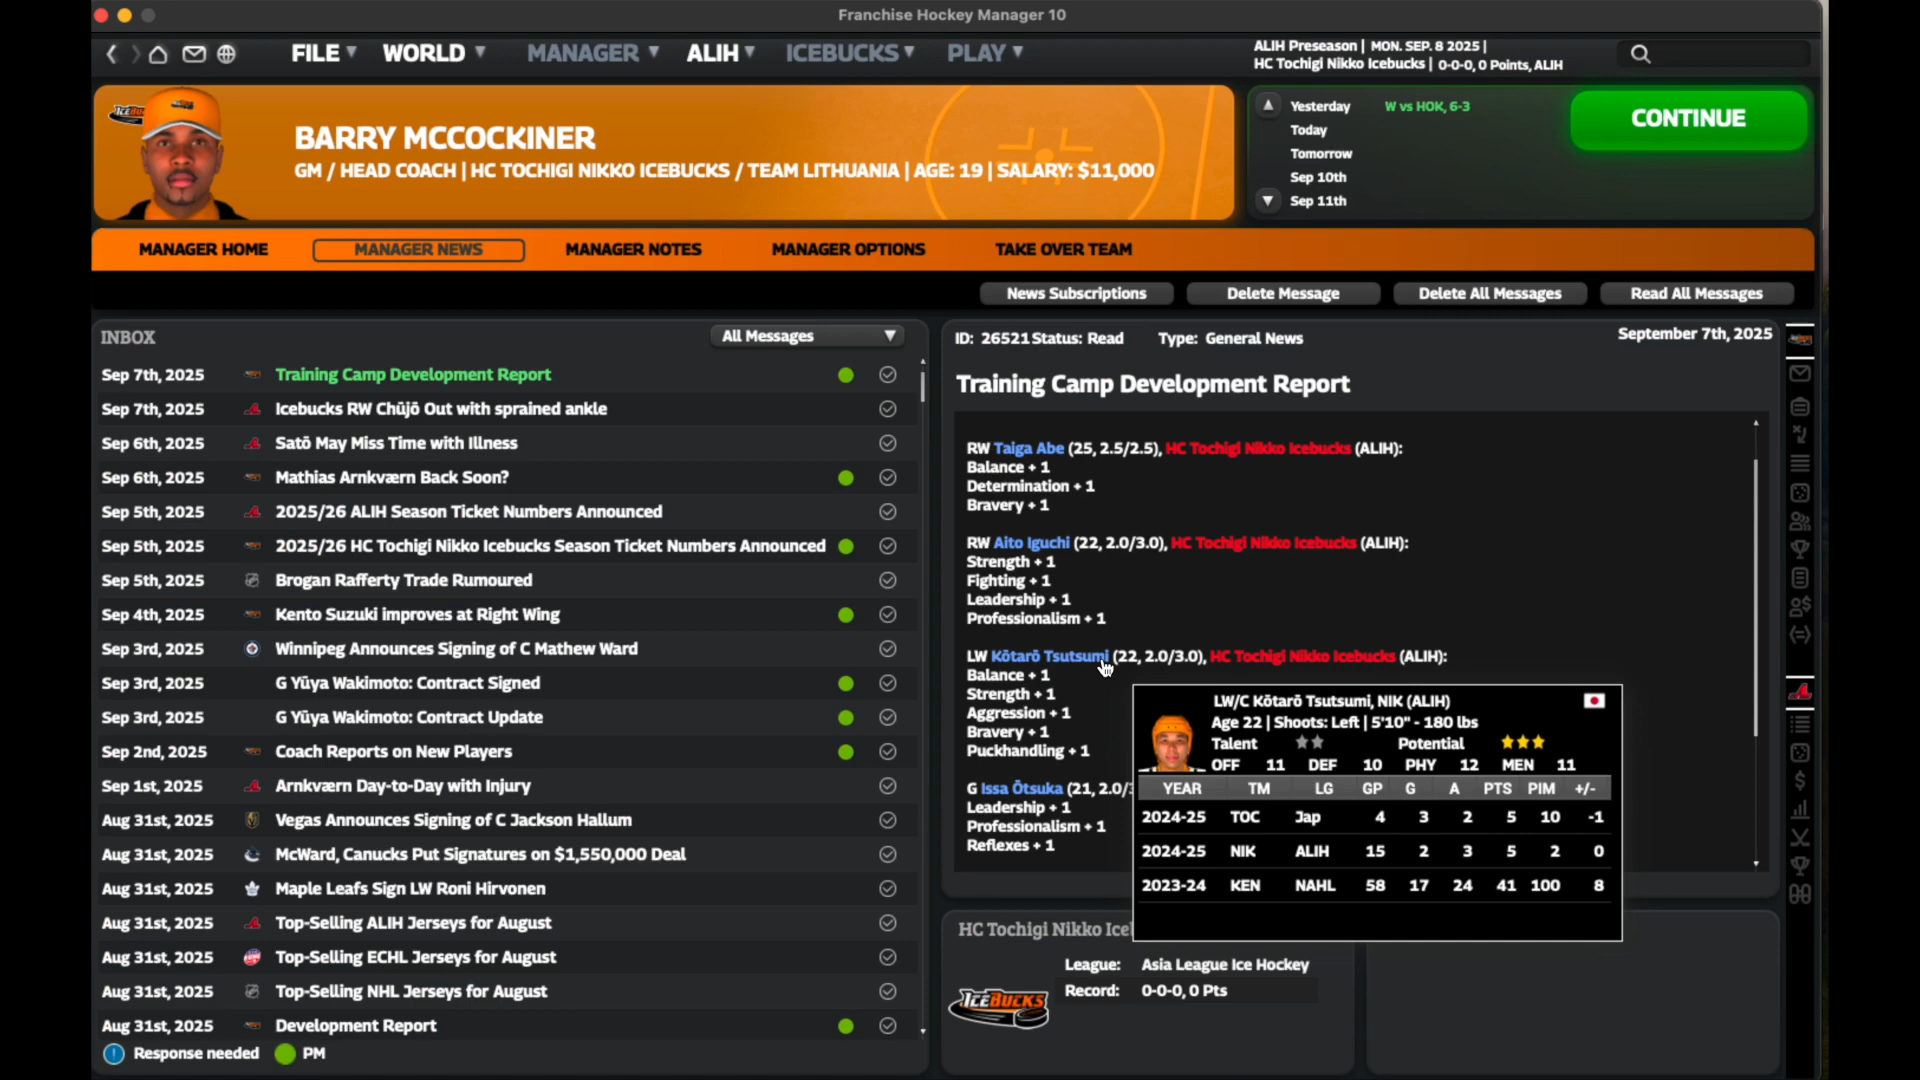 Franchise Hockey Manager 10
FILE WORLD MANAGER ALIH ICEBUCKS PLAY
ALIH Preseason | MON. SEP. 8 2025 |
HC Tochigi Nikko Icebucks | 0-0-0, 0 Points, ALIH
BARRY MCCOCKINER
GM / HEAD COACH | HC TOCHIGI NIKKO ICEBUCKS / TEAM LITHUANIA | AGE: 19 | SALARY: $11,000
Yesterday W vs HOK, 6-3
Today
Tomorrow
Sep 10th
Sep 11th
CONTINUE
MANAGER HOME MANAGER NEWS MANAGER NOTES MANAGER OPTIONS TAKE OVER TEAM
News Subscriptions Delete Message Delete All Messages Read All Messages
INBOX All Messages
Sep 7th, 2025 Training Camp Development Report
Sep 7th, 2025 Icebucks RW Chūjō Out with sprained ankle
Sep 6th, 2025 Satō May Miss Time with Illness
Sep 6th, 2025 Mathias Arnkværn Back Soon?
Sep 5th, 2025 2025/26 ALIH Season Ticket Numbers Announced
Sep 5th, 2025 2025/26 HC Tochigi Nikko Icebucks Season Ticket Numbers Announced
Sep 5th, 2025 Brogan Rafferty Trade Rumoured
Sep 4th, 2025 Kento Suzuki improves at Right Wing
Sep 3rd, 2025 Winnipeg Announces Signing of C Mathew Ward
Sep 3rd, 2025 G Yūya Wakimoto: Contract Signed
Sep 3rd, 2025 G Yūya Wakimoto: Contract Update
Sep 2nd, 2025 Coach Reports on New Players
Sep 1st, 2025 Arnkværn Day-to-Day with Injury
Aug 31st, 2025 Vegas Announces Signing of C Jackson Hallum
Aug 31st, 2025 McWard, Canucks Put Signatures on $1,550,000 Deal
Aug 31st, 2025 Maple Leafs Sign LW Roni Hirvonen
Aug 31st, 2025 Top-Selling ALIH Jerseys for August
Aug 31st, 2025 Top-Selling ECHL Jerseys for August
Aug 31st, 2025 Top-Selling NHL Jerseys for August
Aug 31st, 2025 Development Report
Response needed PM
ID: 26521 Status: Read Type: General News September 7th, 2025
Training Camp Development Report
RW Taiga Abe (25, 2.5/2.5), HC Tochigi Nikko Icebucks (ALIH):
Balance + 1
Determination + 1
Bravery + 1
RW Aito Iguchi (22, 2.0/3.0), HC Tochigi Nikko Icebucks (ALIH):
Strength + 1
Fighting + 1
Leadership + 1
Professionalism + 1
LW Kōtarō Tsutsumi (22, 2.0/3.0), HC Tochigi Nikko Icebucks (ALIH):
Balance + 1
Strength + 1
Aggression + 1
Bravery + 1
Puckhandling + 1
G Issa Ōtsuka (21, 2.0/3
Leadership + 1
Professionalism + 1
Reflexes + 1
LW/C Kōtarō Tsutsumi, NIK (ALIH)
Age 22 | Shoots: Left | 5'10" - 180 lbs
Talent Potential
OFF 11 DEF 10 PHY 12 MEN 11
YEAR TM LG GP G A PTS PIM +/-
2024-25 TOC Jap 4 3 2 5 10 -1
2024-25 NIK ALIH 15 2 3 5 2 0
2023-24 KEN NAHL 58 17 24 41 100 8
HC Tochigi Nikko Ice
League: Asia League Ice Hockey
Record: 0-0-0, 0 Pts
ICEBUCKS